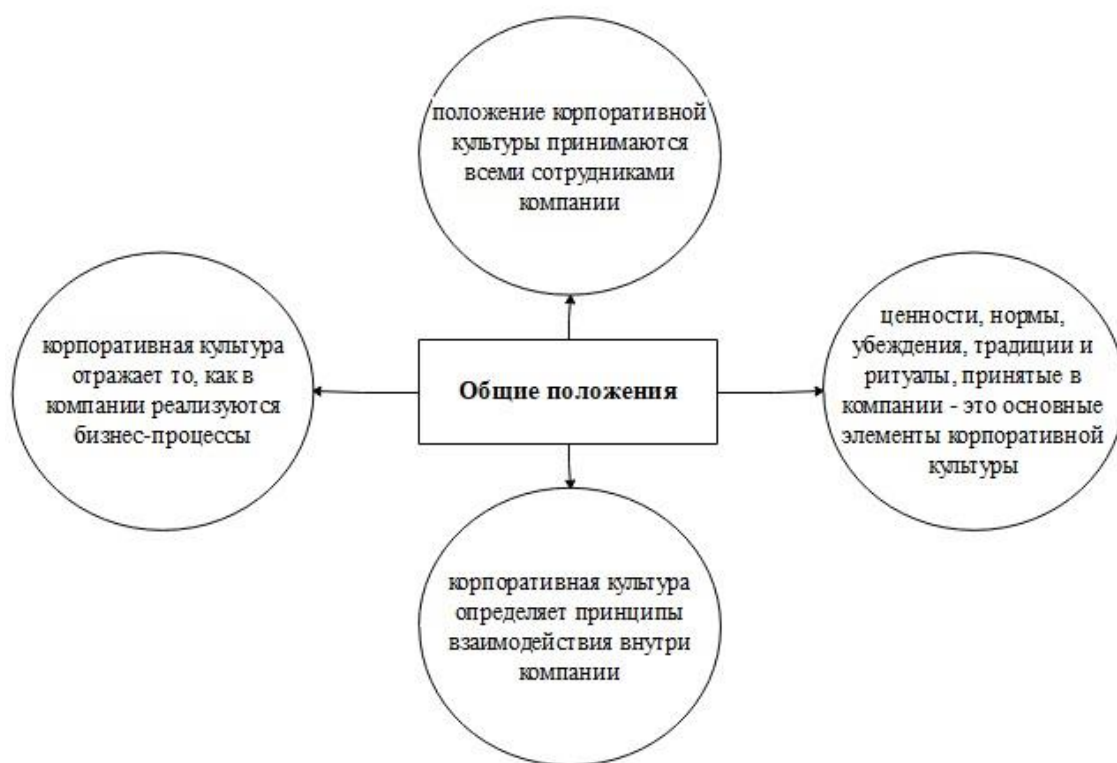 положение корпоративной
культуры принимаются
всеми сотрудниками
компании
корпоративная культура
отражает то, как в
компании реализуются
бизнес-процессы
Общие положения
ценности, нормы,
убеждения, традиции и
ритуалы, принятые в
компании - это основные
элементы корпоративной
культуры
корпоративная культура
определяет принципы
взаимодействия внутри
компании